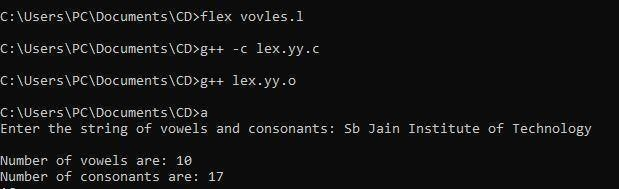 C:\Users\PC\Documents\CD>flex vovles.l
C:\Users\PC\Documents\CD>g++ -c lex.yy.c
C:\Users\PC\Documents\CD>g++ lex.yy.o
C:\Users\PC\Documents\CD>a
Enter the string of vowels and consonants: Sb Jain Institute of Technology
Number of vowels are: 10
Number of consonants are: 17